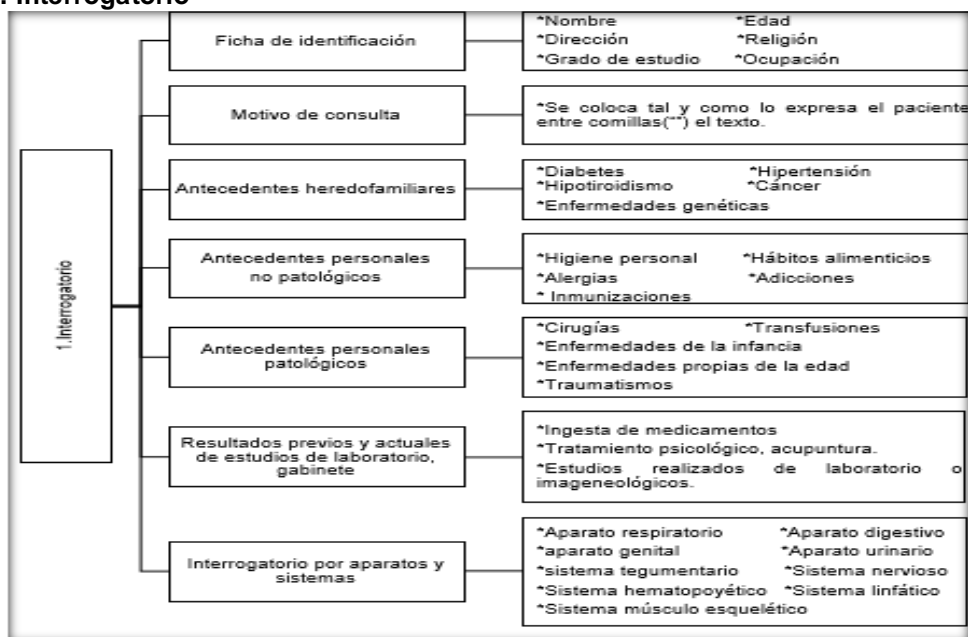 . Interrogatorio
1.Interrogatorio
Ficha de identificación
*Nombre *Edad
*Dirección *Religión
*Grado de estudio *Ocupación
Motivo de consulta
*Se coloca tal y como lo expresa el paciente
entre comillas("") el texto.
Antecedentes heredofamiliares
*Diabetes *Hipertensión
*Hipotiroidismo *Cáncer
*Enfermedades genéticas
Antecedentes personales
no patológicos
*Higiene personal *Hábitos alimenticios
*Alergias *Adicciones
* Inmunizaciones
Antecedentes personales
patológicos
*Cirugías *Transfusiones
*Enfermedades de la infancia
*Enfermedades propias de la edad
*Traumatismos
Resultados previos y actuales
de estudios de laboratorio,
gabinete
*Ingesta de medicamentos
*Tratamiento psicológico, acupuntura.
*Estudios realizados de laboratorio o
imageneológicos.
Interrogatorio por aparatos y
sistemas
*Aparato respiratorio *Aparato digestivo
*aparato genital *Aparato urinario
*sistema tegumentario *Sistema nervioso
*Sistema hematopoyético *Sistema linfático
*Sistema músculo esquelético